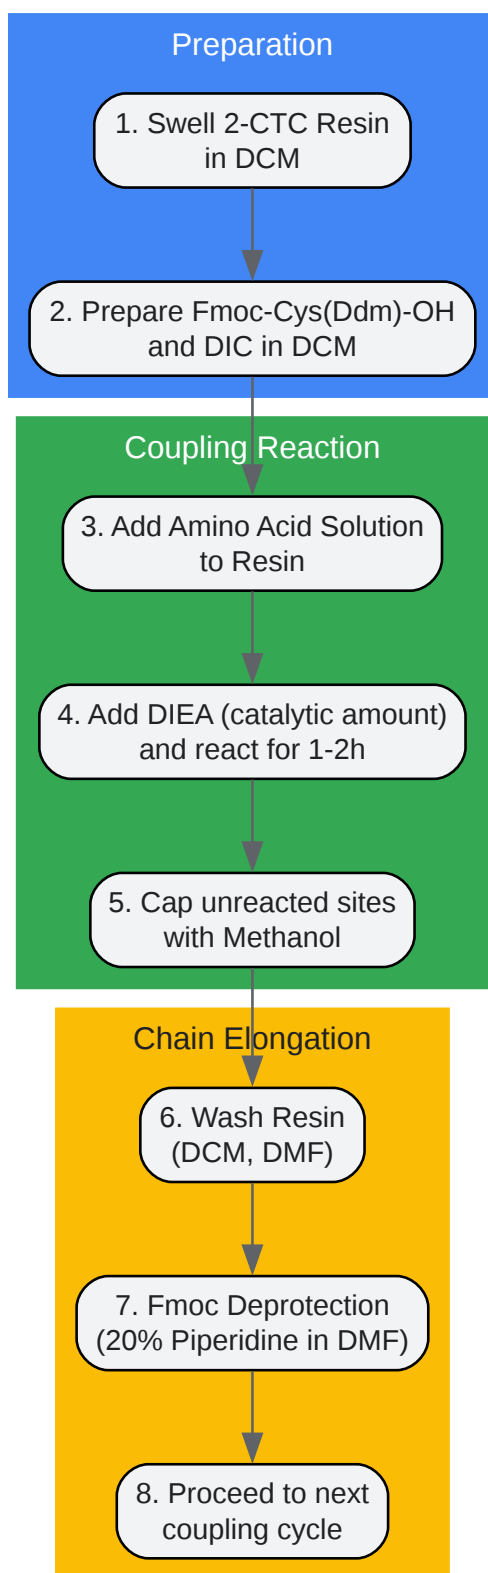 Preparation
1. Swell 2-CTC Resin
in DCM
2. Prepare Fmoc-Cys(Ddm)-OH
and DIC in DCM
Coupling Reaction
3. Add Amino Acid Solution
to Resin
4. Add DIEA (catalytic amount)
and react for 1-2h
5. Cap unreacted sites
with Methanol
Chain Elongation
6. Wash Resin
(DCM, DMF)
7. Fmoc Deprotection
(20% Piperidine in DMF)
8. Proceed to next
coupling cycle